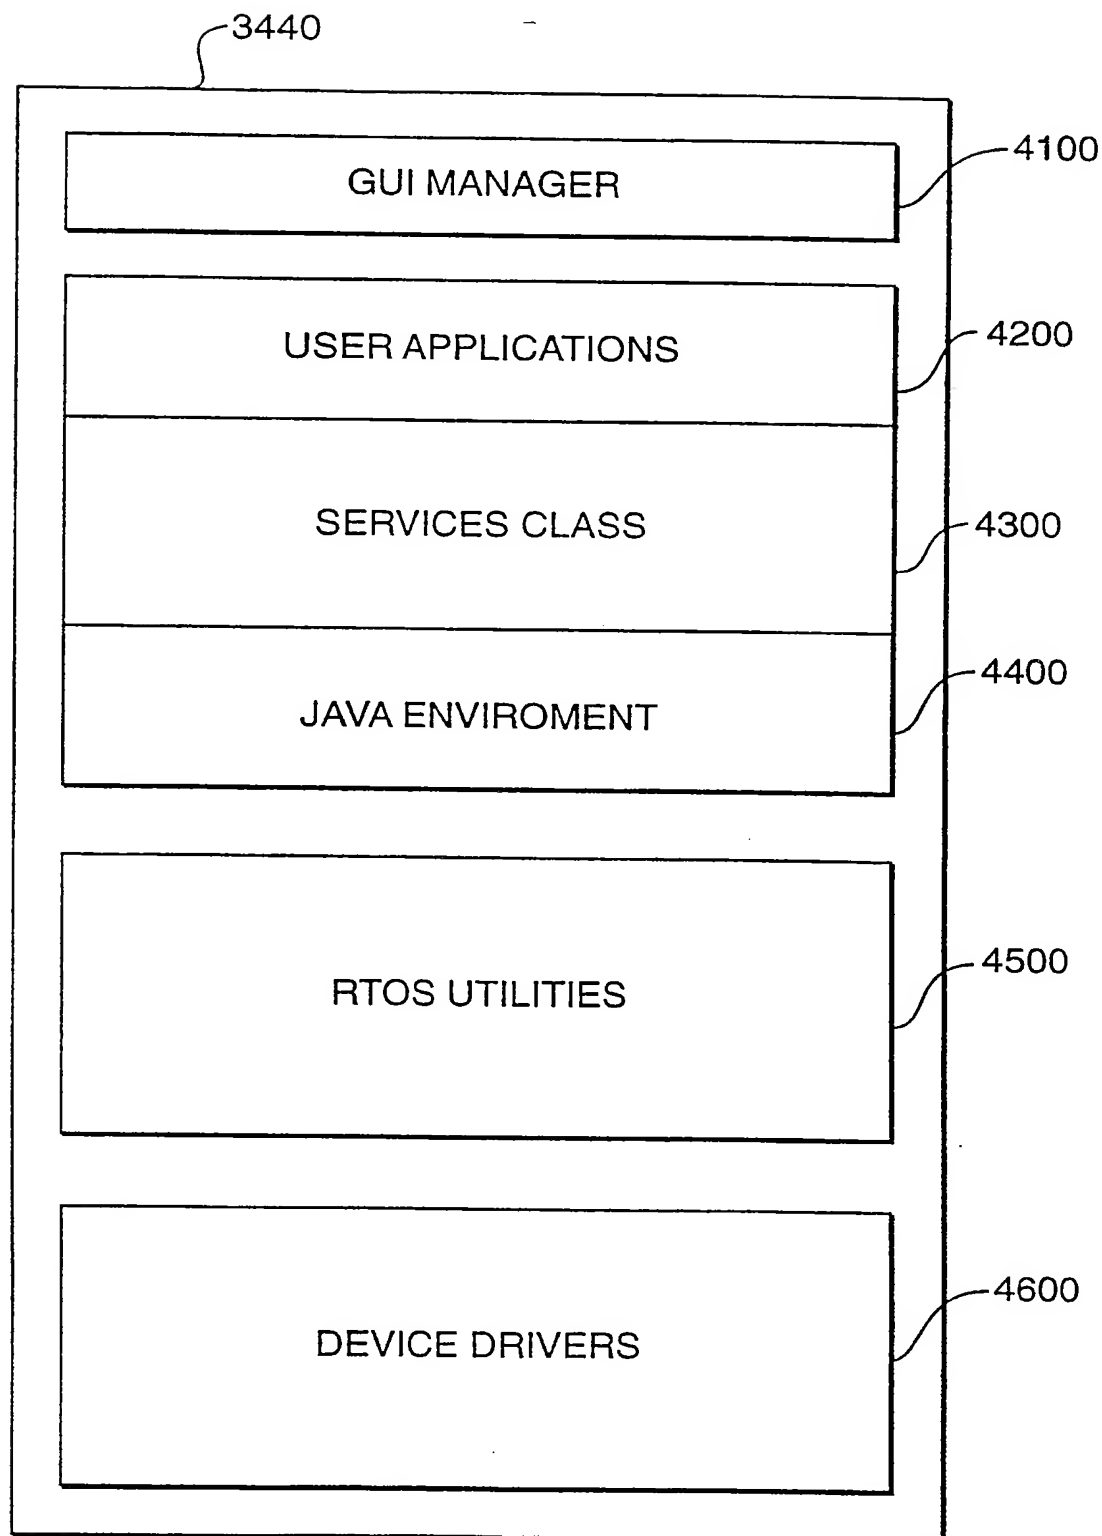 3440
4100
GUI MANAGER
4200
USER APPLICATIONS
4300
SERVICES CLASS
4400
JAVA ENVIROMENT
4500
RTOS UTILITIES
4600
DEVICE DRIVERS